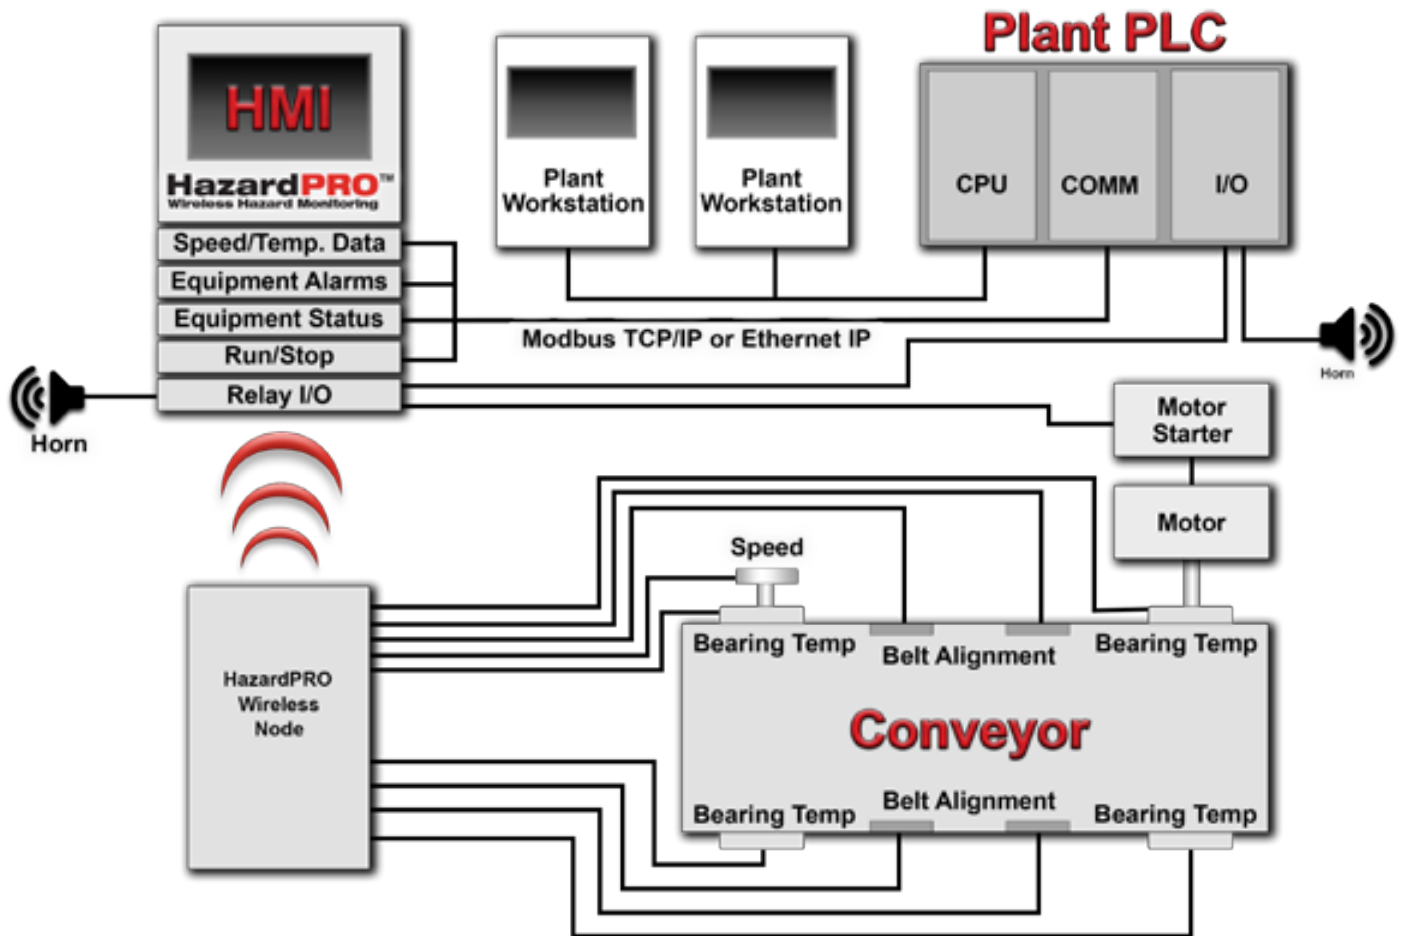 Plant PLC
HMI
HazardPRO™
Wireless Hazard Monitoring
Plant
Workstation
Plant
Workstation
CPU
COMM
I/O
Speed/Temp. Data
Equipment Alarms
Equipment Status
Run/Stop
Relay I/O
Modbus TCP/IP or Ethernet IP
Horn
Horn
Motor
Starter
Motor
Speed
HazardPRO
Wireless
Node
Bearing Temp
Belt Alignment
Bearing Temp
Conveyor
Bearing Temp
Belt Alignment
Bearing Temp